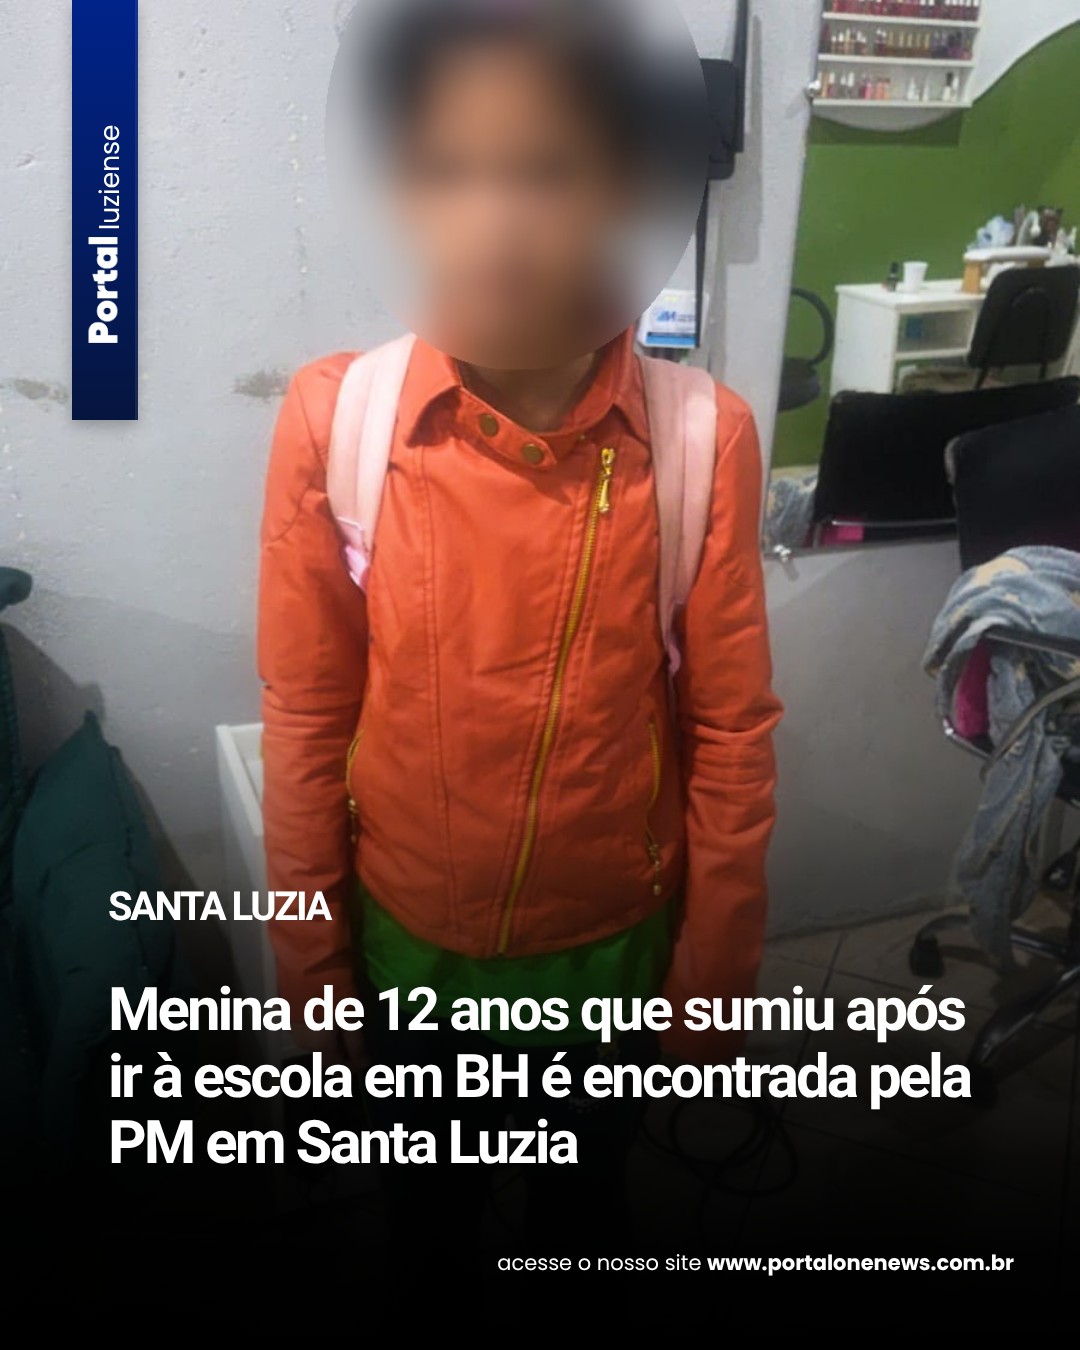 Portal luziense
SANTA LUZIA
Menina de 12 anos que sumiu após
ir à escola em BH é encontrada pela
PM em Santa Luzia
acesse o nosso site www.portalonenews.com.br